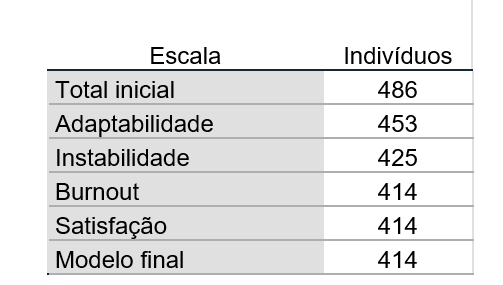 Escala Indivíduos
Total inicial 486
Adaptabilidade 453
Instabilidade 425
Burnout 414
Satisfação 414
Modelo final 414